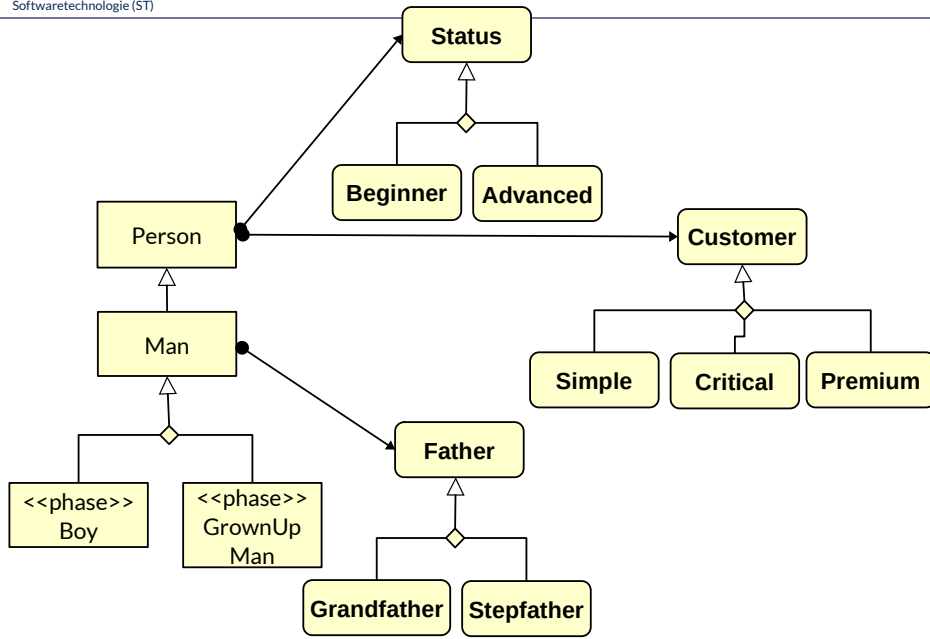 Softwaretechnologie (ST)
Status
Beginner
Advanced
Person
Customer
Man
Simple
Critical
Premium
Father
<<phase>>
Boy
<<phase>>
GrownUp
Man
Grandfather
Stepfather